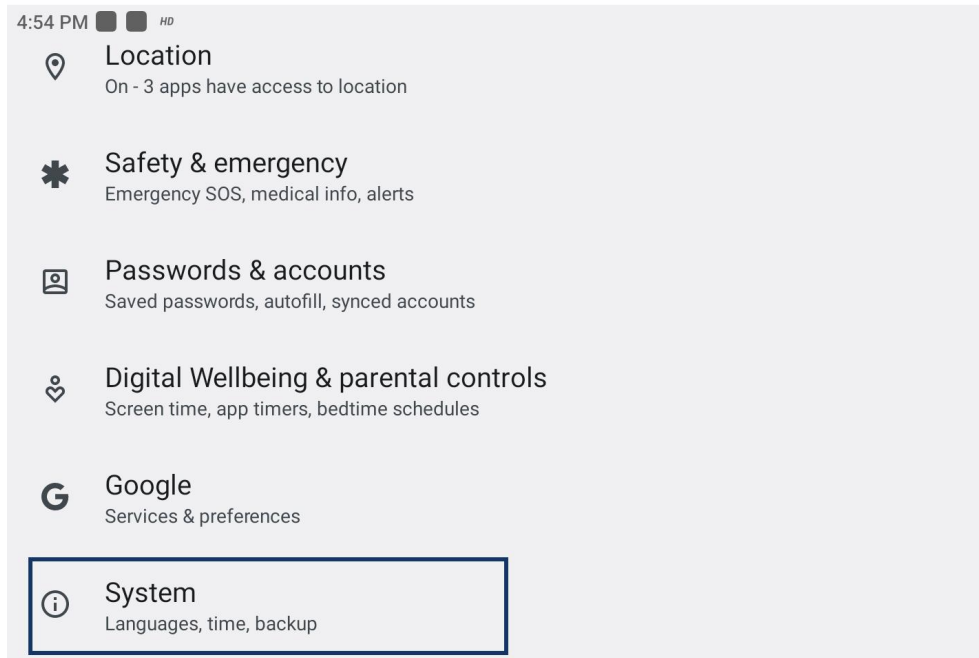 4:54 PM HD
Location
On - 3 apps have access to location
Safety & emergency
Emergency SOS, medical info, alerts
Passwords & accounts
Saved passwords, autofill, synced accounts
Digital Wellbeing & parental controls
Screen time, app timers, bedtime schedules
Google
Services & preferences
System
Languages, time, backup